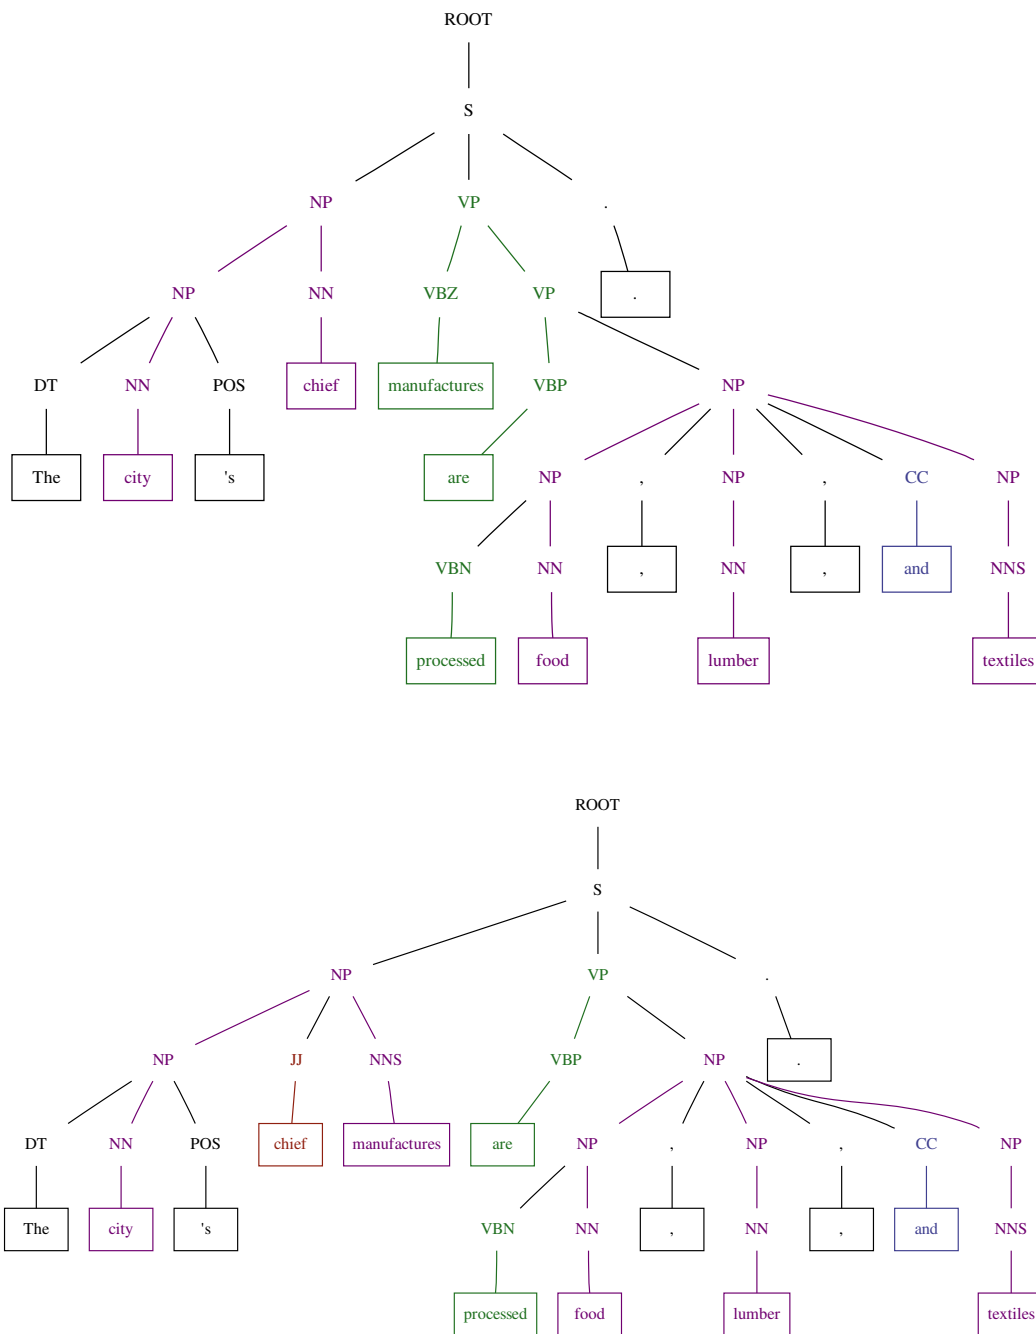 ROOT
S
NP VP .
NP NN VBZ VP .
DT NN POS chief manufactures VBP NP
The city 's are NP , NP , CC NP
VBN NN , NN , and NNS
processed food lumber textiles
ROOT
S
NP VP .
NP JJ NNS VBP NP .
DT NN POS chief manufactures are NP , NP , CC NP
The city 's VBN NN , NN , and NNS
processed food lumber textiles